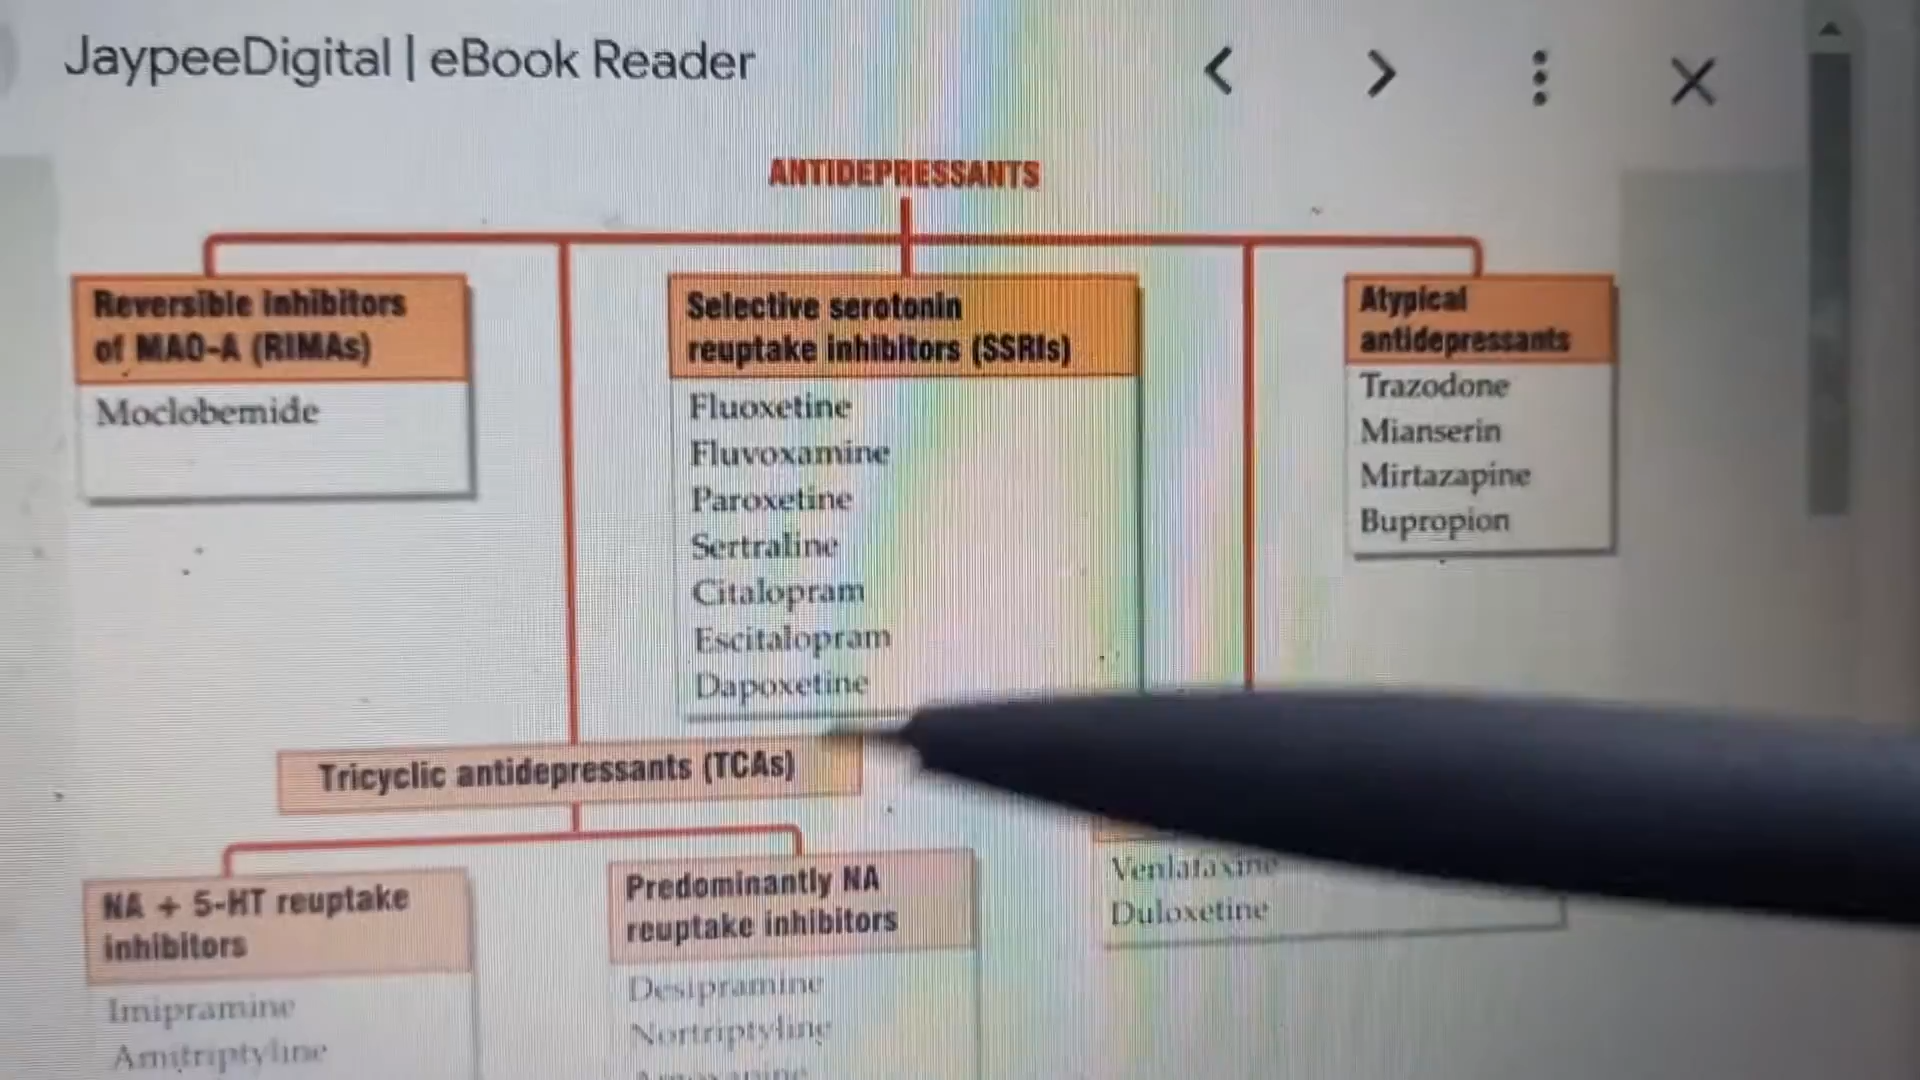 JaypeeDigital | eBook Reader
ANTIDEPRESSANTS
Reversible inhibitors
of MAO-A (RIMAs)
Moclobemide
Selective serotonin
reuptake inhibitors (SSRIs)
Fluoxetine
Fluvoxamine
Paroxetine
Sertraline
Citalopram
Escitalopram
Dapoxetine
Atypical
antidepressants
Trazodone
Mianserin
Mirtazapine
Bupropion
Tricyclic antidepressants (TCAs)
NA + 5-HT reuptake
inhibitors
Imipramine
Amitriptyline
Predominantly NA
reuptake inhibitors
Desipramine
Nortriptyline
Venlafaxine
Duloxetine